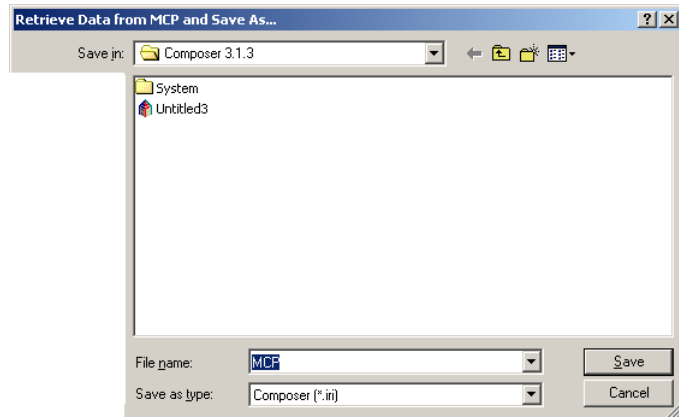 Retrieve Data from MCP and Save As...
Save in: Composer 3.1.3
System
Untitled3
File name: MCP Save
Save as type: Composer (*.iri) Cancel